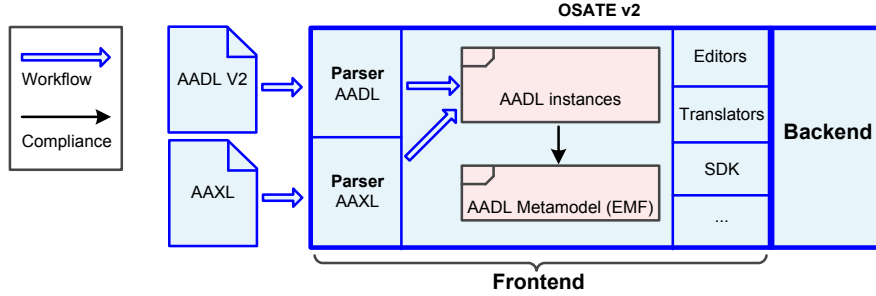 OSATE v2
Workflow
Compliance
AADL V2
AAXL
Parser
AADL
Parser
AAXL
AADL instances
AADL Metamodel (EMF)
Editors
Translators
SDK
...
Backend
Frontend